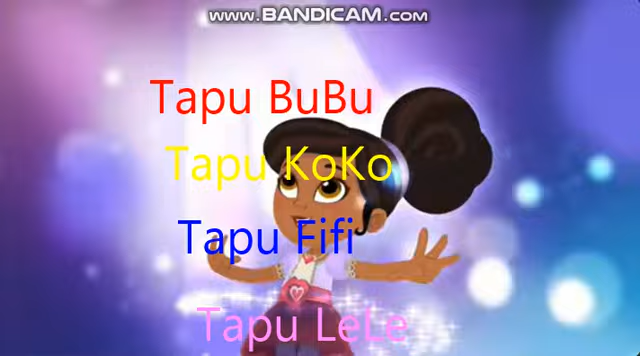 www.BANDICAM.com
Tapu BuBu
Tapu KoKo
Tapu Fifi
Tapu LeLe